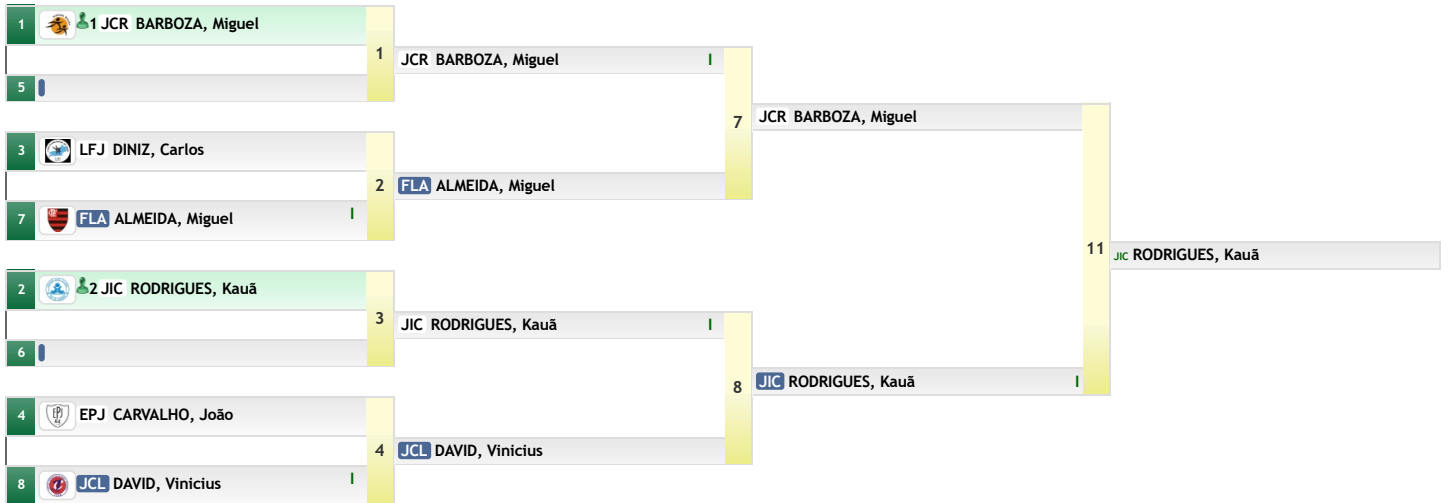 1 1 JCR BARBOZA, Miguel
1
JCR BARBOZA, Miguel I
5
7
JCR BARBOZA, Miguel
3 LFJ DINIZ, Carlos
2
FLA ALMEIDA, Miguel
7 FLA ALMEIDA, Miguel I
11
JIC RODRIGUES, Kauã
2 2 JIC RODRIGUES, Kauã
3
JIC RODRIGUES, Kauã I
6
8
JIC RODRIGUES, Kauã I
4 EPJ CARVALHO, João
4
JCL DAVID, Vinicius
8 JCL DAVID, Vinicius I